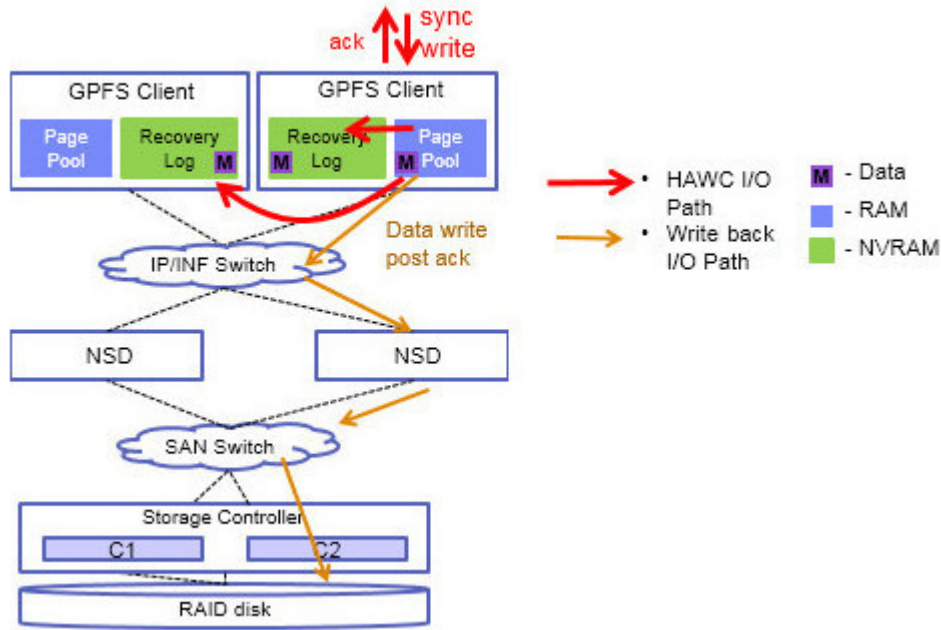 ack
sync
write
GPFS Client
GPFS Client
Page
Pool
Recovery
Log
M
M
Recovery
Log
Page
M
Pool
• HAWC I/O
Path
• Write back
I/O Path
M - Data
- RAM
- NVRAM
Data write
post ack
IP/INF Switch
NSD
NSD
SAN Switch
Storage Controller
C1
C2
RAID disk